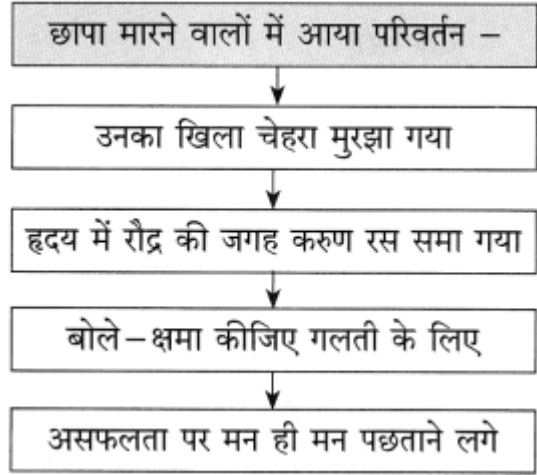 छापा मारने वालों में आया परिवर्तन –
उनका खिला चेहरा मुरझा गया
हृदय में रौद्र की जगह करुण रस समा गया
बोले–क्षमा कीजिए गलती के लिए
असफलता पर मन ही मन पछताने लगे